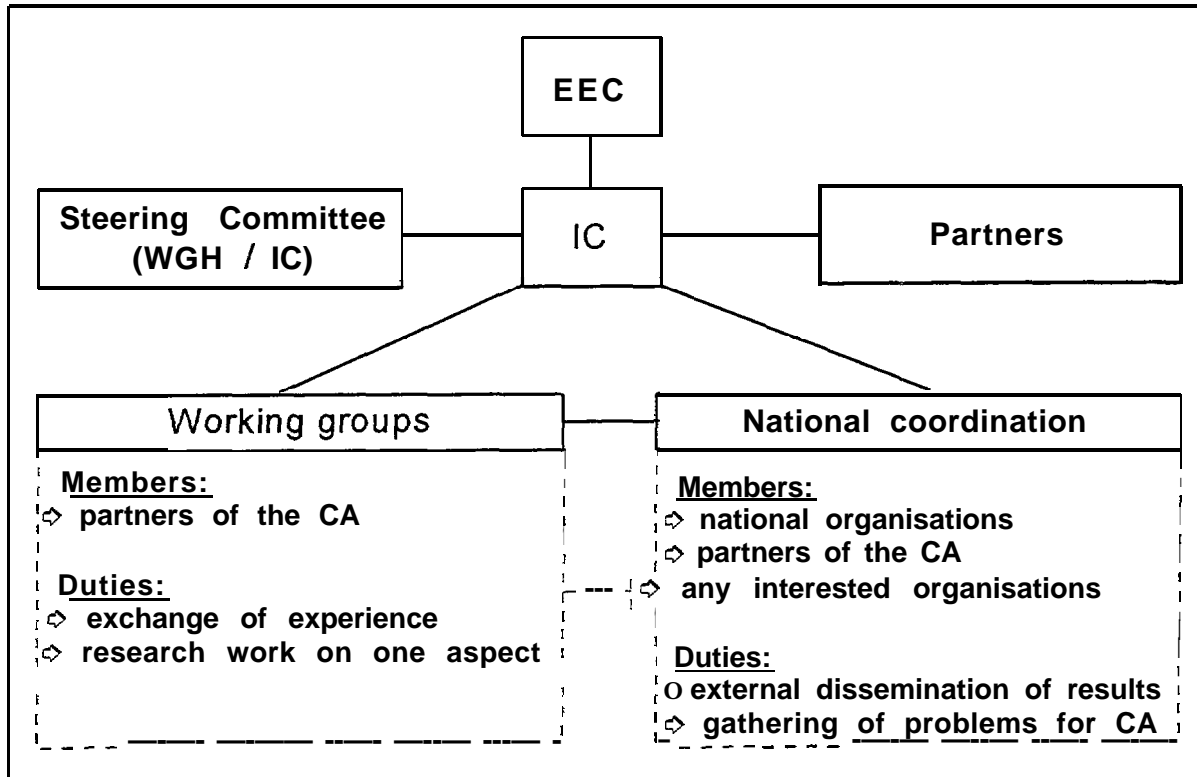 EEC
Steering Committee
(WGH / IC)
IC
Partners
Working groups
Members:
➩ partners of the CA
Duties:
➩ exchange of experience
➩ research work on one aspect
National coordination
Members:
➩ national organisations
➩ partners of the CA
➩ any interested organisations
Duties:
O external dissemination of results
➩ gathering of problems for CA